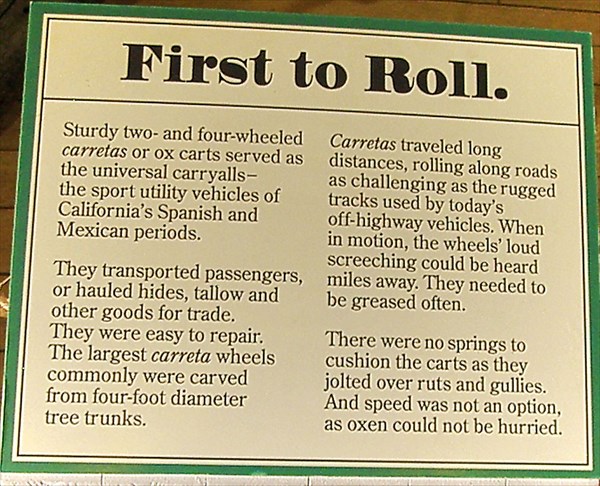 First to Roll.
Sturdy two- and four-wheeled
carretas or ox carts served as
the universal carryalls–
the sport utility vehicles of
California's Spanish and
Mexican periods.
They transported passengers,
or hauled hides, tallow and
other goods for trade.
They were easy to repair.
The largest carreta wheels
commonly were carved
from four-foot diameter
tree trunks.
Carretas traveled long
distances, rolling along roads
as challenging as the rugged
tracks used by today's
off-highway vehicles. When
in motion, the wheels' loud
screeching could be heard
miles away. They needed to
be greased often.
There were no springs to
cushion the carts as they
jolted over ruts and gullies.
And speed was not an option,
as oxen could not be hurried.